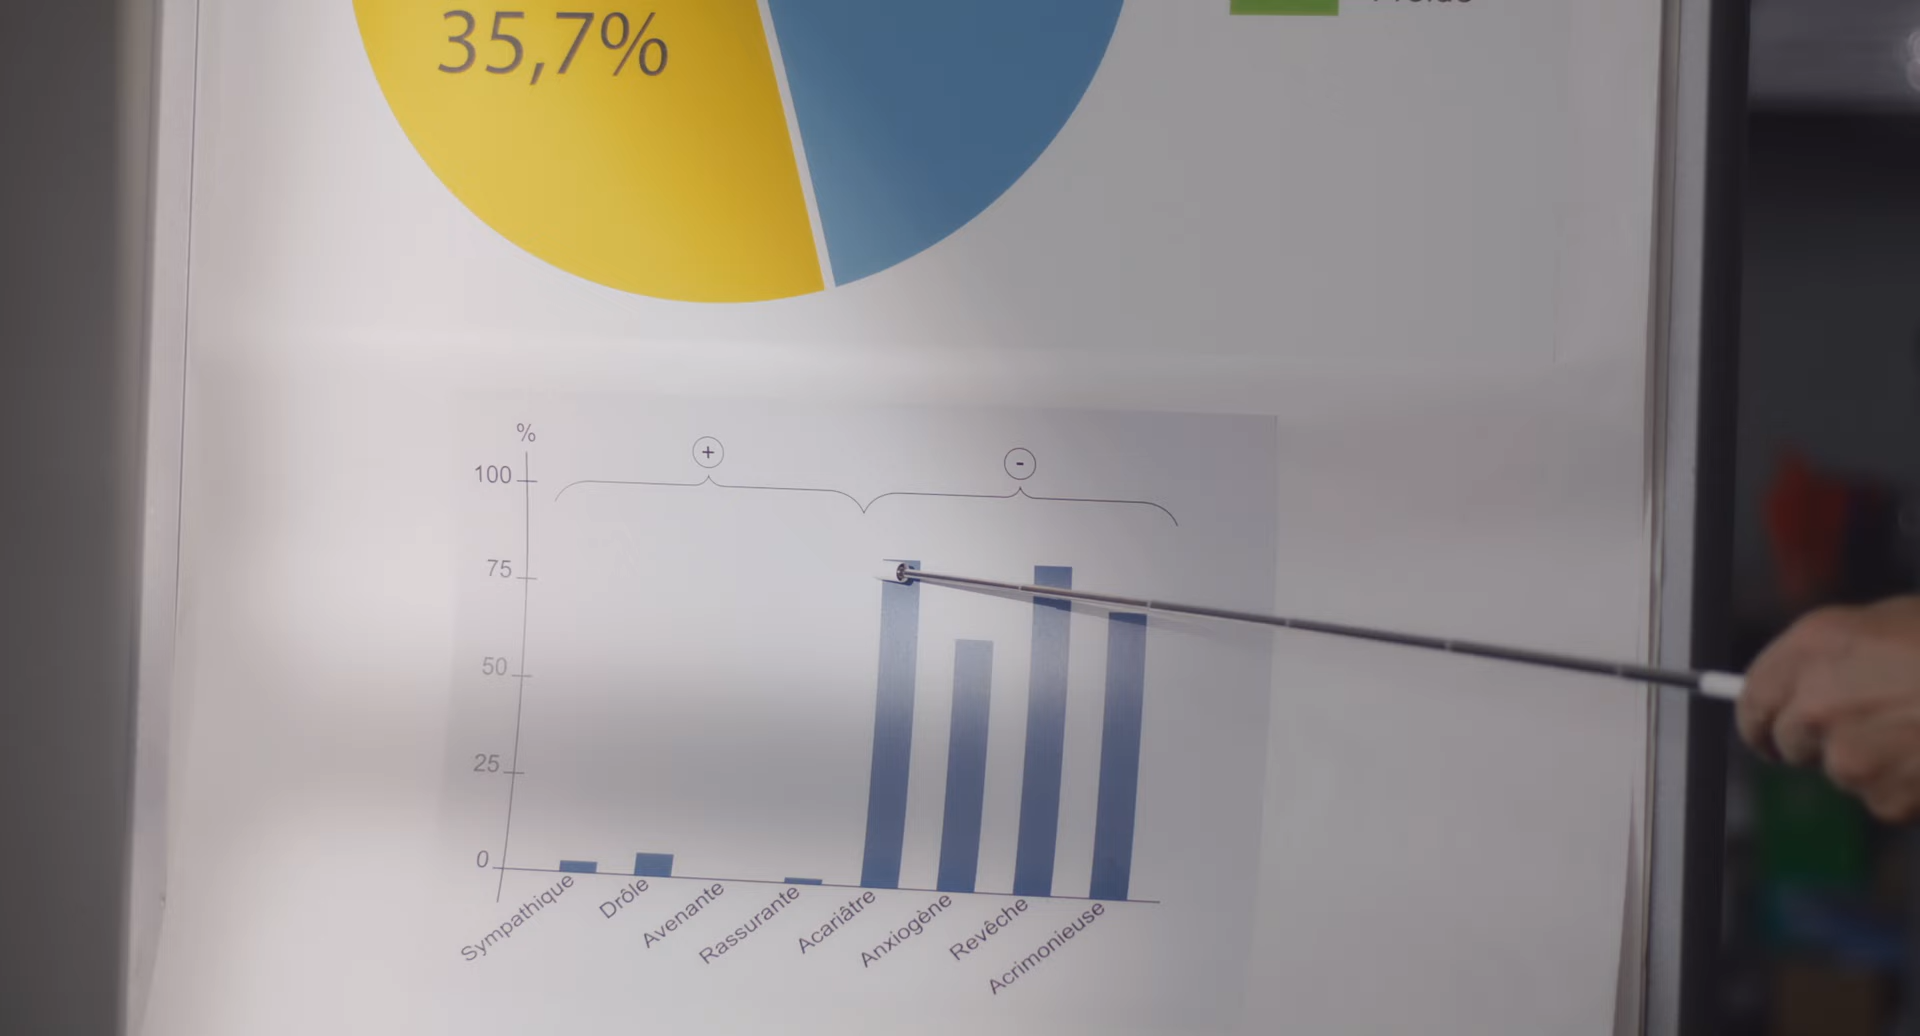 35,7%
%
+
-
100
75
50
25
0
Sympathique
Drôle
Avenante
Rassurante
Acariâtre
Anxiogène
Revêche
Acrimonieuse